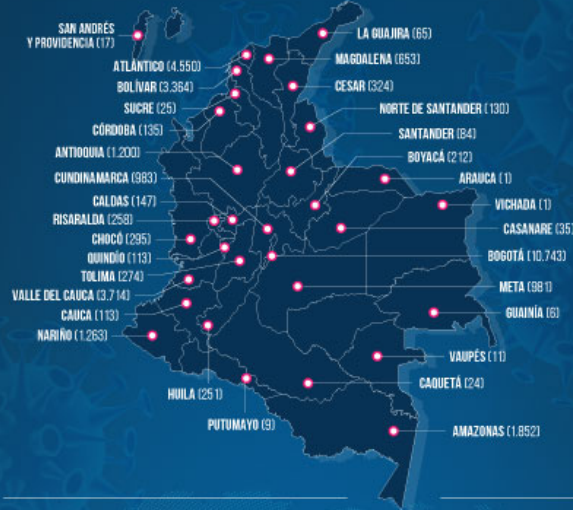 SAN ANDRÉS
Y PROVIDENCIA (17)
ATLÁNTICO (4.550)
BOLÍVAR (3.364)
SUCRE (25)
CÓRDOBA (135)
ANTIOQUIA (1.200)
CUNDINAMARCA (983)
CALDAS (147)
RISARALDA (258)
CHOCÓ (295)
QUINDÍO (113)
TOLIMA (274)
VALLE DEL CAUCA (3.714)
CAUCA (113)
NARIÑO (1.263)
HUILA (251)
PUTUMAYO (9)
LA GUAJIRA (65)
MAGDALENA (653)
CESAR (324)
NORTE DE SANTANDER (130)
SANTANDER (84)
BOYACÁ (212)
ARAUCA (1)
VICHADA (1)
CASANARE (35)
BOGOTÁ (10.743)
META (981)
GUAINÍA (6)
VAUPÉS (11)
CAQUETÁ (24)
AMAZONAS (1.852)